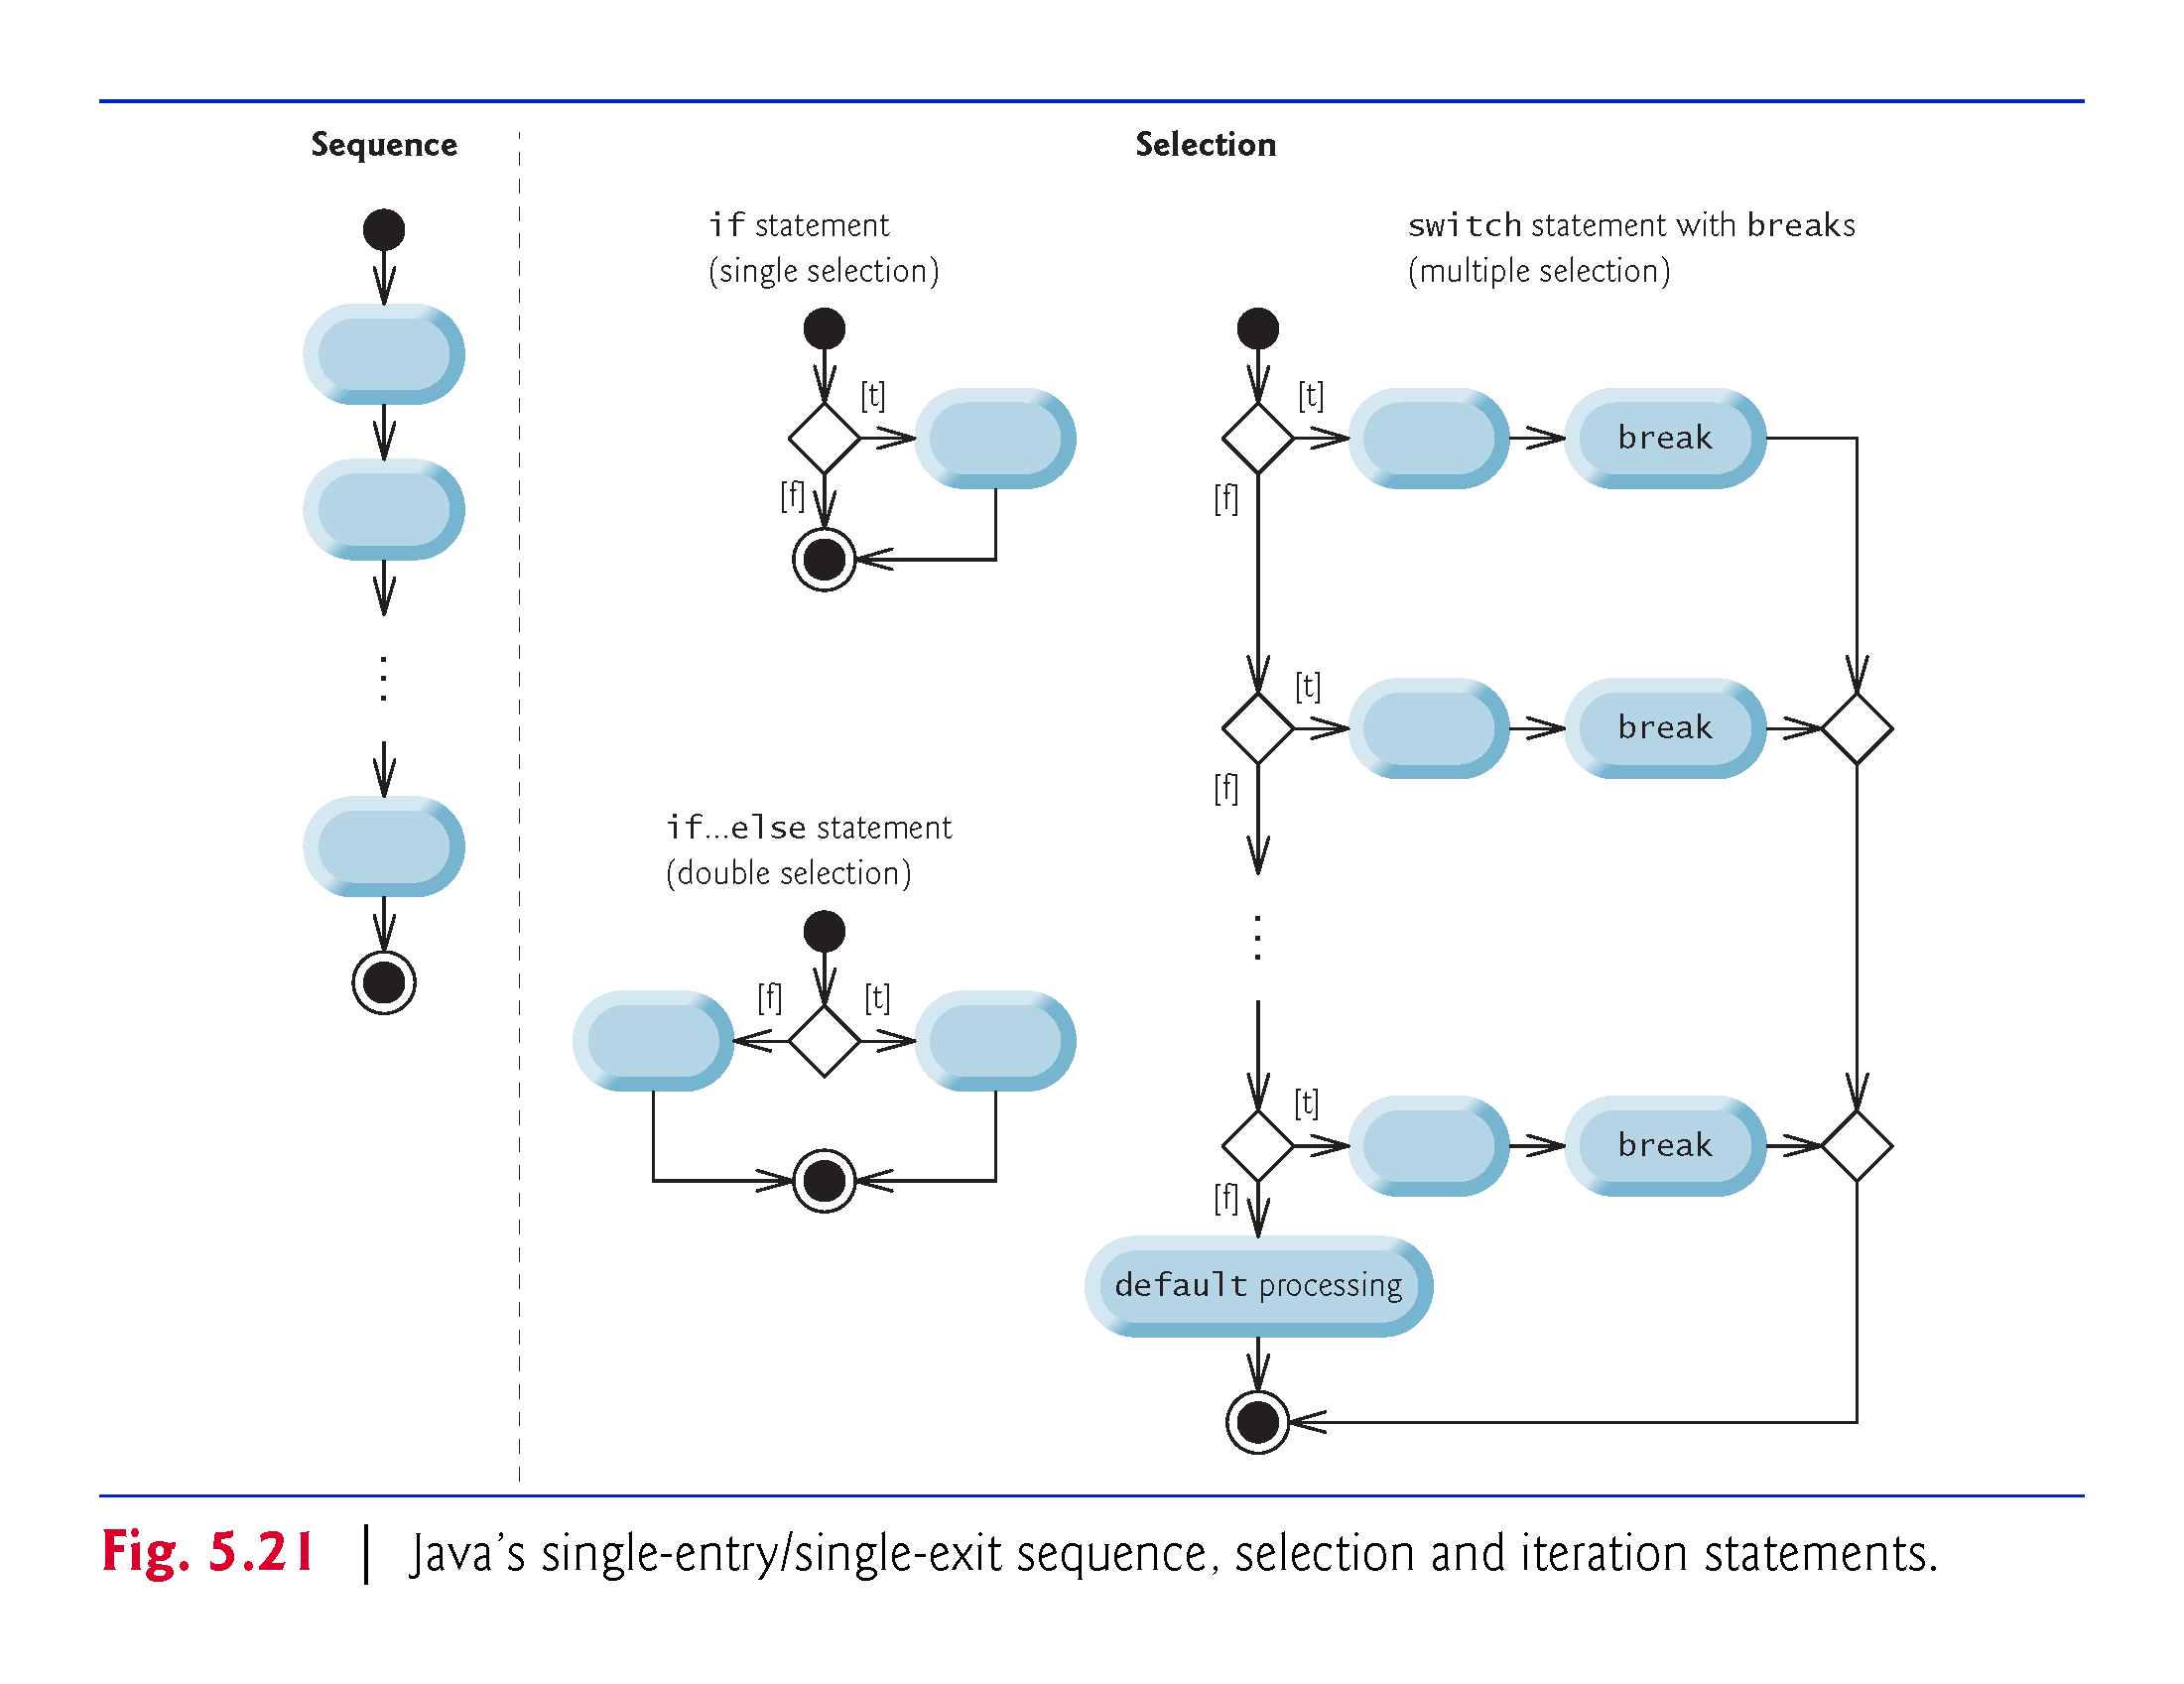 Sequence
Selection
if statement
(single selection)
switch statement with breaks
(multiple selection)
[t]
[f]
[t]
break
[f]
[t]
break
[f]
if...else statement
(double selection)
[f]
[t]
[t]
break
[f]
default processing
Fig. 5.21 | Java’s single-entry/single-exit sequence, selection and iteration statements.